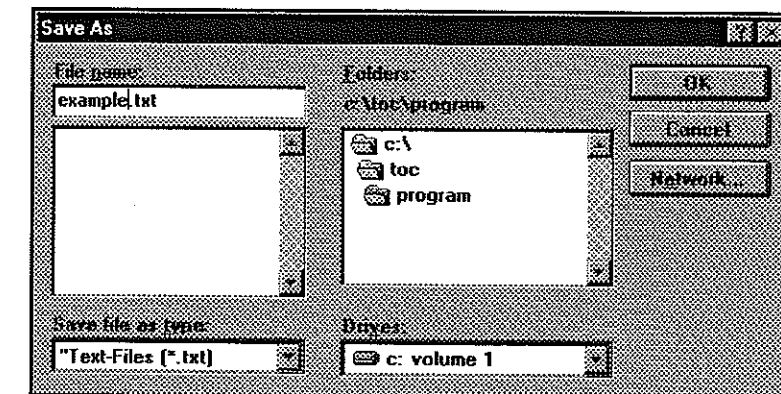 Save As
File name:
example.txt
Folders:
c:\toc\program
c:\
toc
program
OK
Cancel
Network...
Save file as type:
"Text-Files (*.txt)
Drives:
c: volume 1